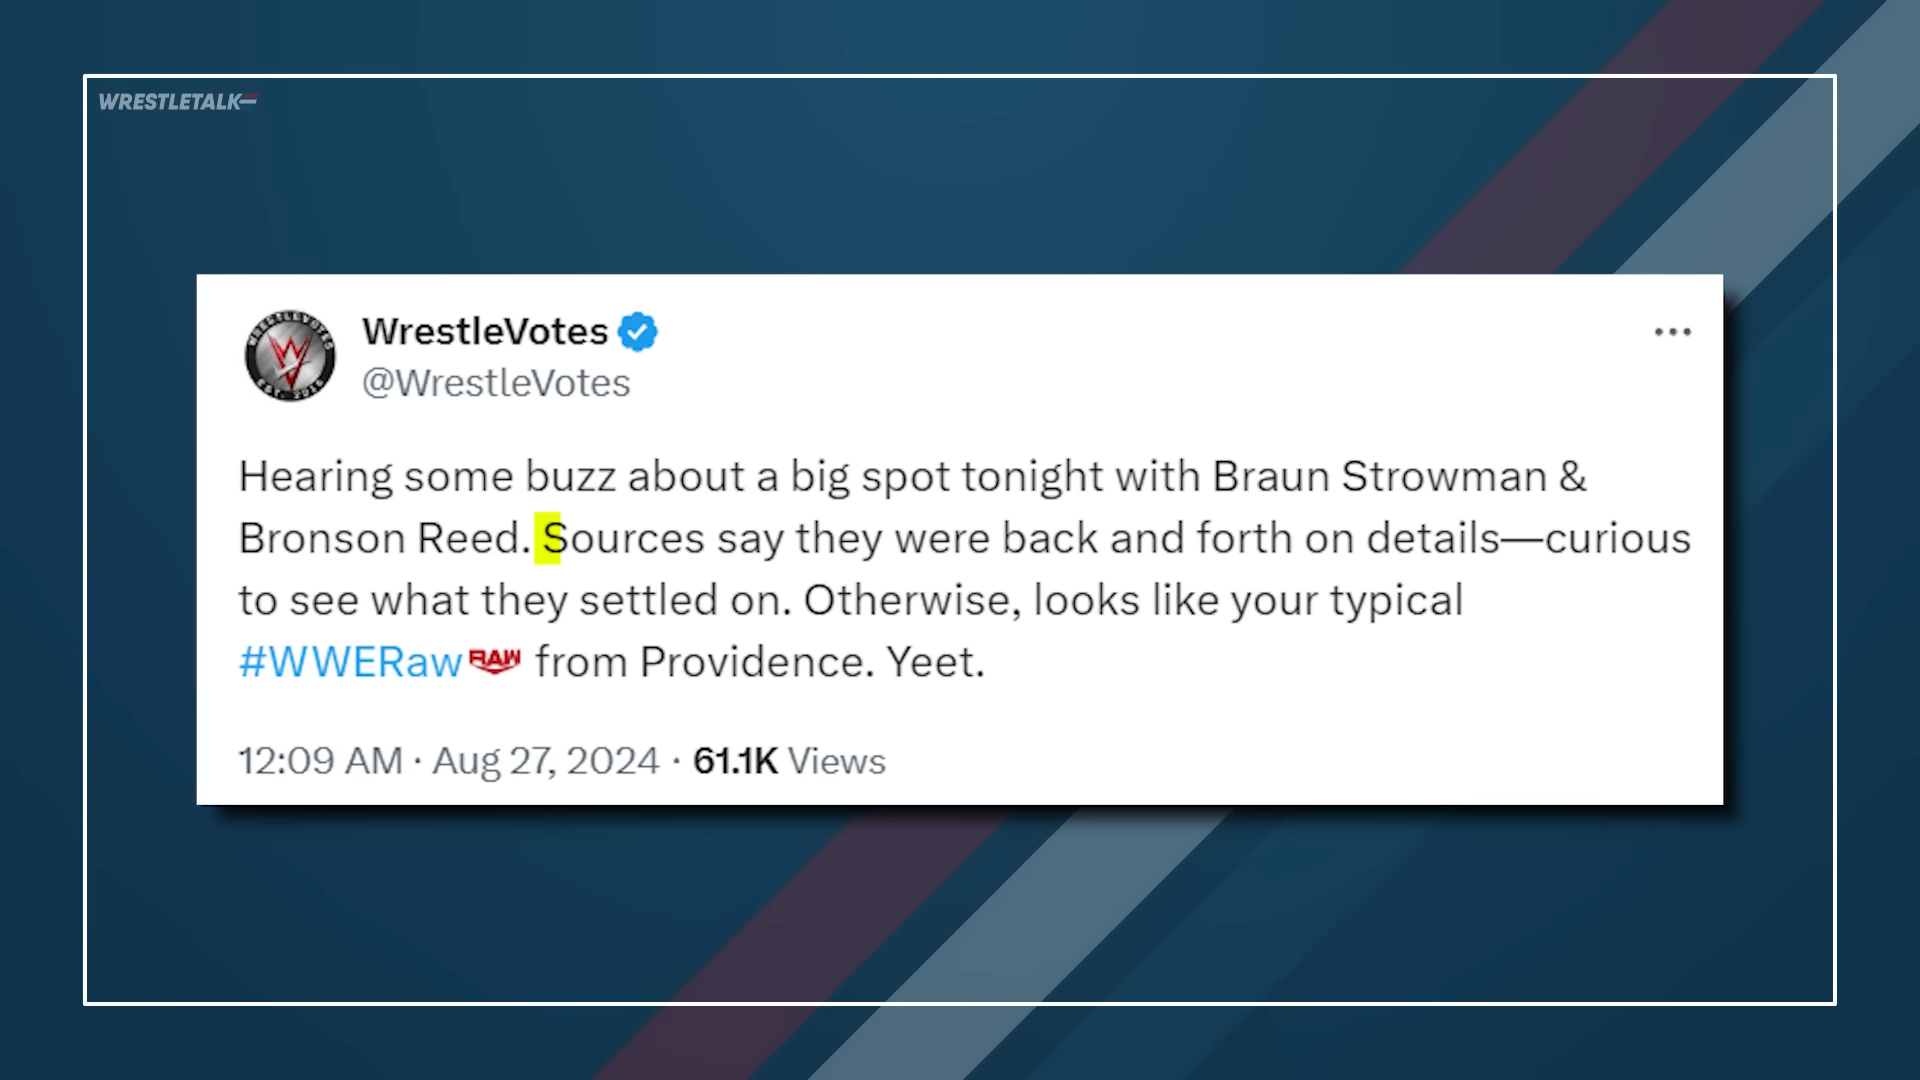 WRESTLETALK
WrestleVotes
@WrestleVotes
Hearing some buzz about a big spot tonight with Braun Strowman &
Bronson Reed. Sources say they were back and forth on details—curious
to see what they settled on. Otherwise, looks like your typical
#WWERaw RAW from Providence. Yeet.
12:09 AM · Aug 27, 2024 · 61.1K Views